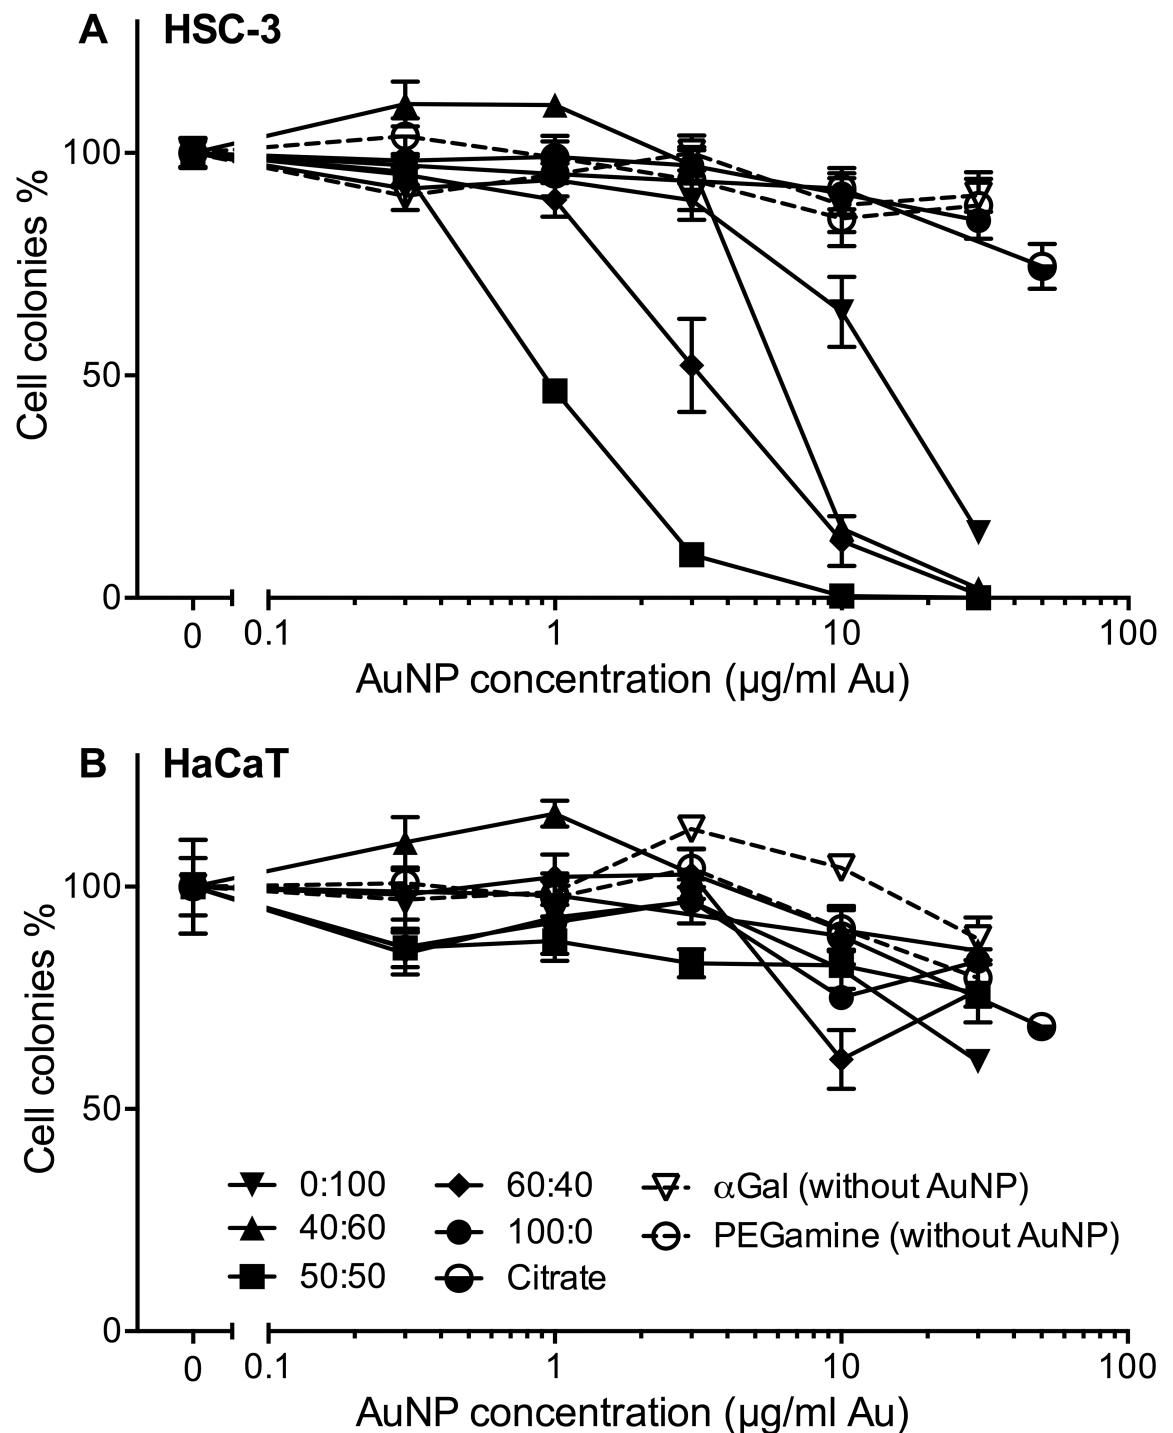 A HSC-3
Cell colonies %
100
50
0
0 0.1 1 10 100
AuNP concentration (µg/ml Au)
B HaCaT
Cell colonies %
100
50
0
0:100 60:40 αGal (without AuNP)
40:60 100:0 PEGamine (without AuNP)
50:50 Citrate
0 0.1 1 10 100
AuNP concentration (µg/ml Au)